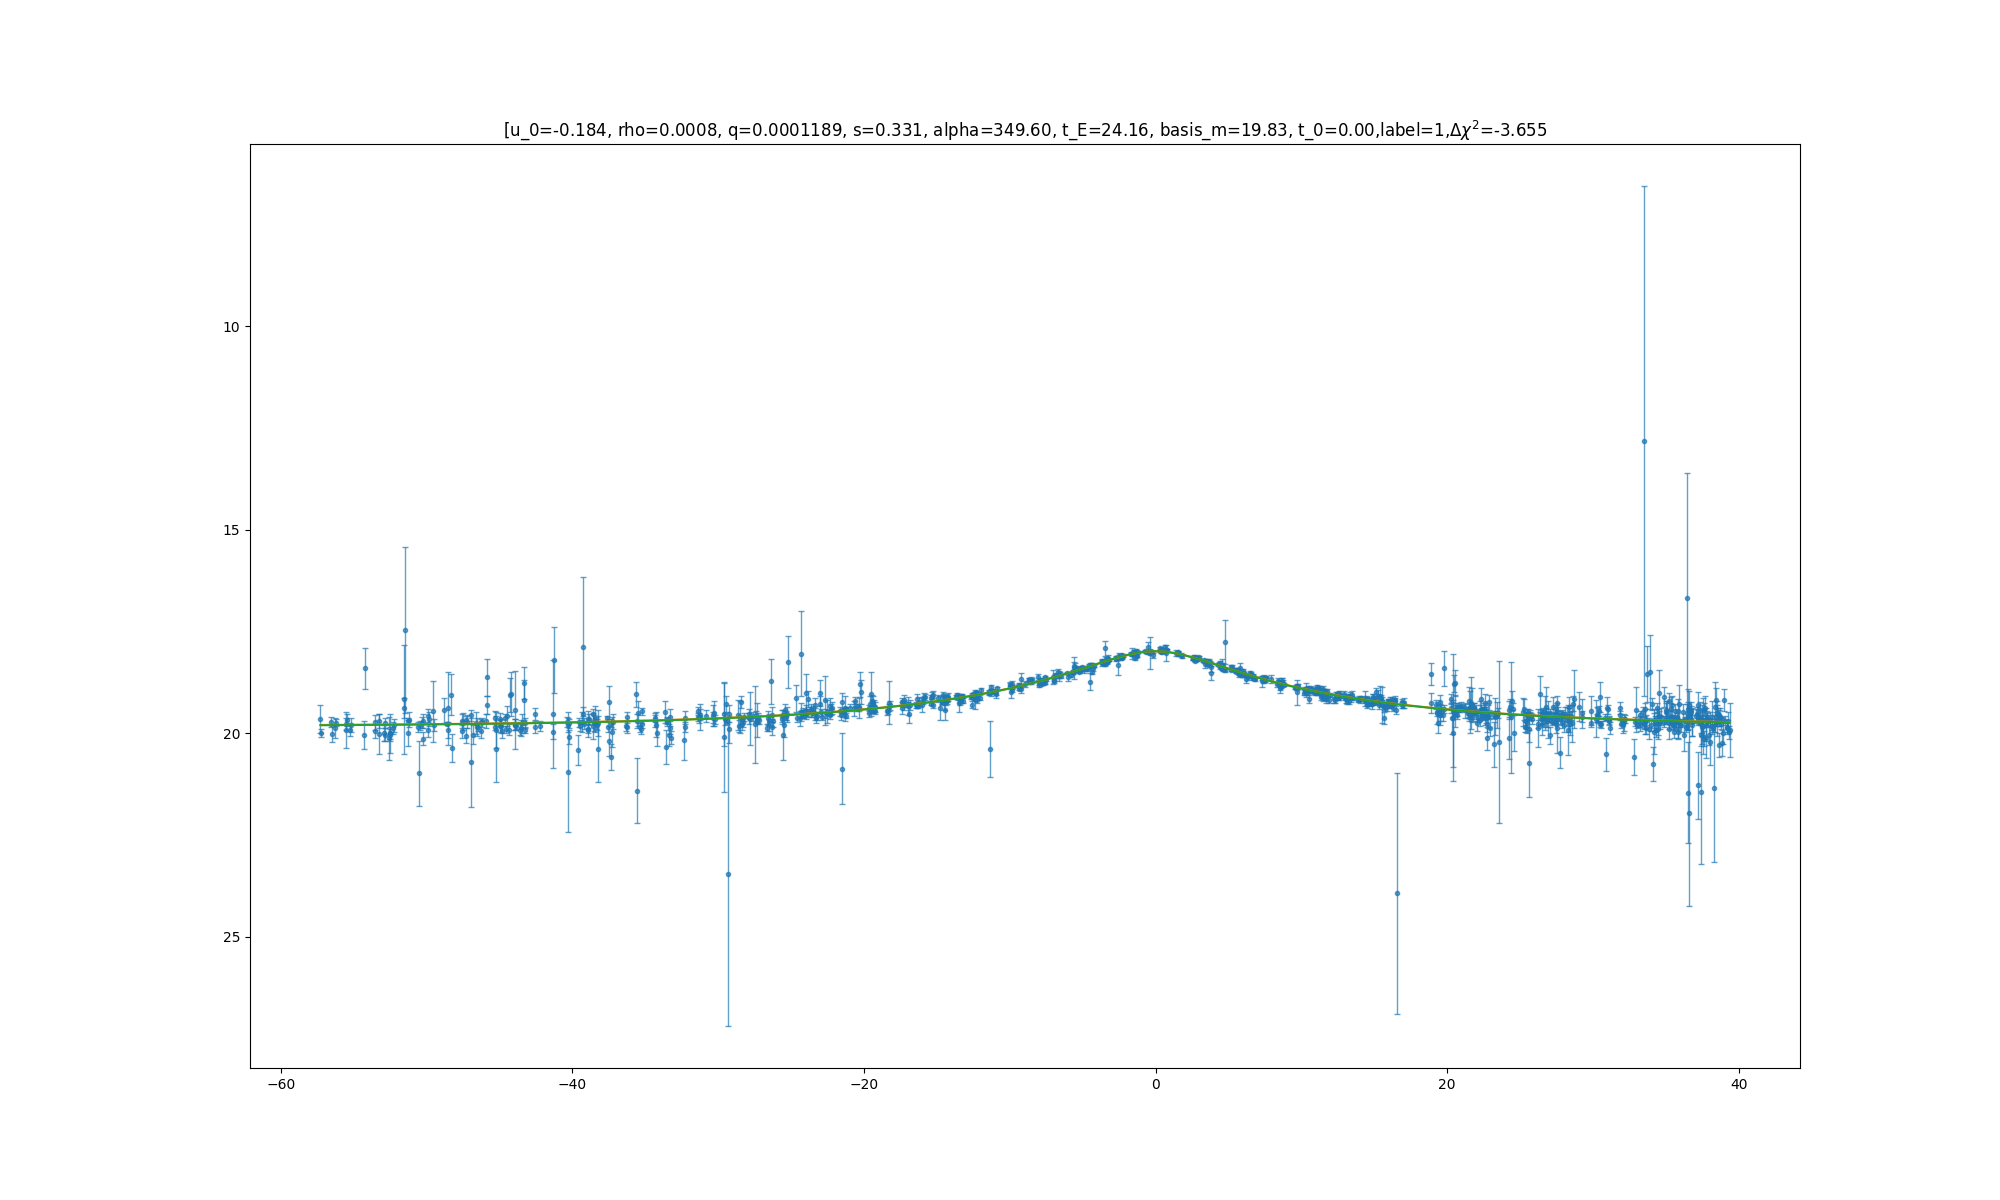 [u_0=-0.184, rho=0.0008, q=0.0001189, s=0.331, alpha=349.60, t_E=24.16, basis_m=19.83, t_0=0.00,label=1,Δχ²=-3.655
10
15
20
25
−60 −40 −20 0 20 40